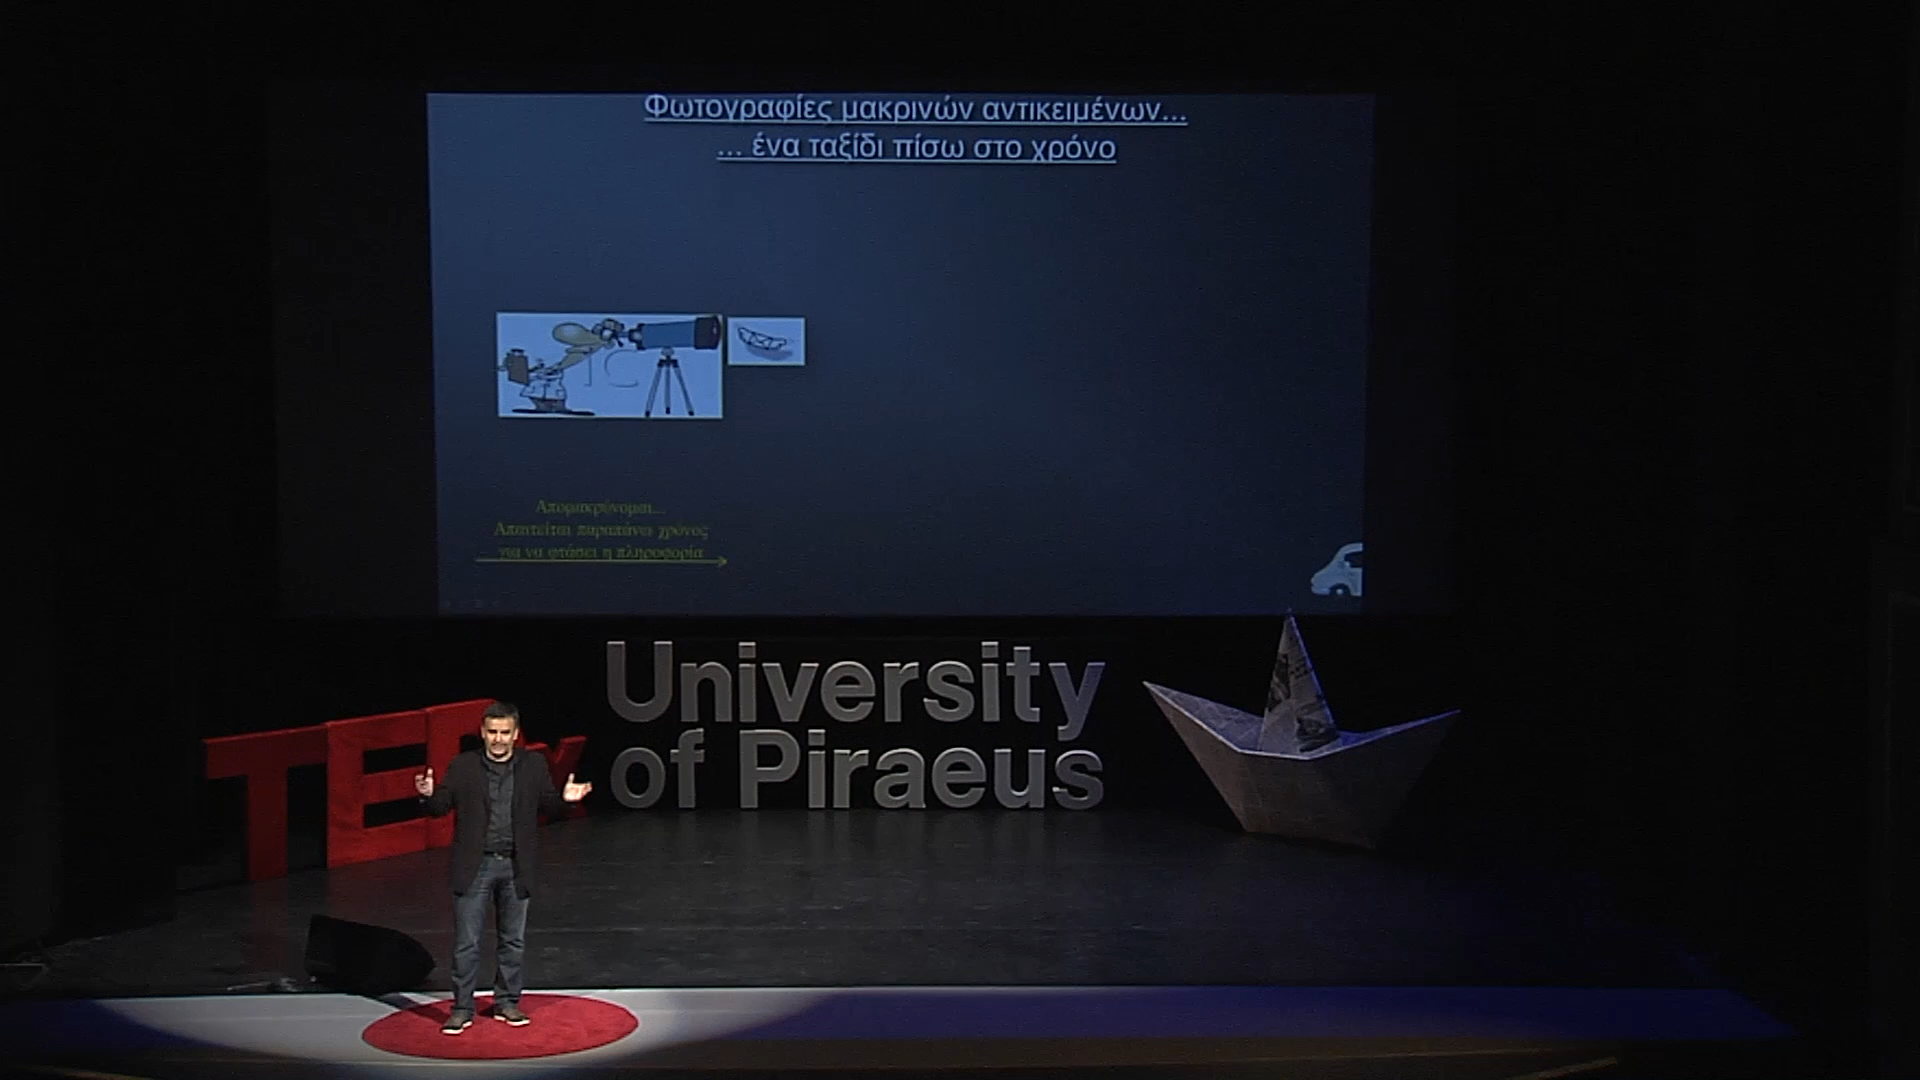 Φωτογραφίες μακρινών αντικειμένων...
... ένα ταξίδι πίσω στο χρόνο
Απομακρύνομαι...
Απαιτείται παραπάνω χρόνος
για να φτάσει η πληροφορία
TEDx
University
of Piraeus